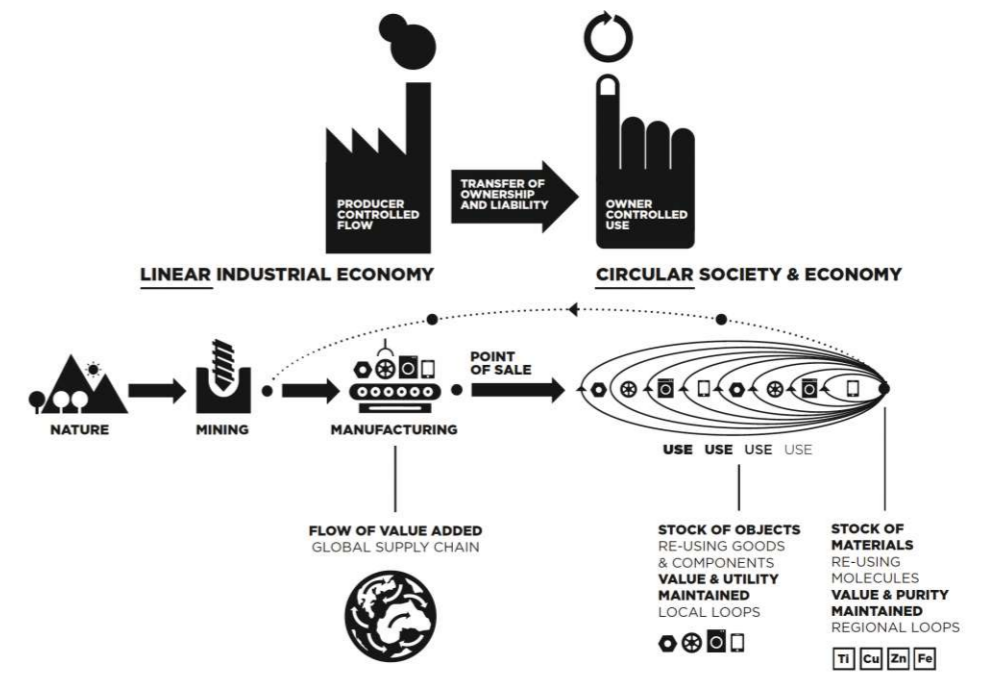 PRODUCER
CONTROLLED
FLOW
TRANSFER OF
OWNERSHIP
AND LIABILITY
OWNER
CONTROLLED
USE
LINEAR INDUSTRIAL ECONOMY
CIRCULAR SOCIETY & ECONOMY
POINT
OF SALE
NATURE
MINING
MANUFACTURING
USE USE USE USE
FLOW OF VALUE ADDED
GLOBAL SUPPLY CHAIN
STOCK OF OBJECTS
RE-USING GOODS
& COMPONENTS
VALUE & UTILITY
MAINTAINED
LOCAL LOOPS
STOCK OF
MATERIALS
RE-USING
MOLECULES
VALUE & PURITY
MAINTAINED
REGIONAL LOOPS
Ti Cu Zn Fe